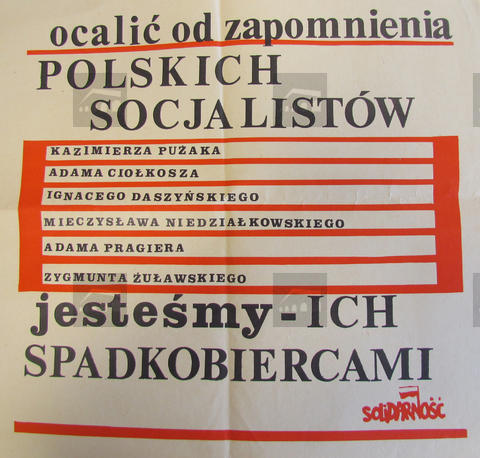 ocalić od zapomnienia
POLSKICH
SOCJALISTÓW
KAZIMIERZA PUŻAKA
ADAMA CIOŁKOSZA
IGNACEGO DASZYŃSKIEGO
MIECZYSŁAWA NIEDZIAŁKOWSKIEGO
ADAMA PRAGIERA
ZYGMUNTA ŻUŁAWSKIEGO
jesteśmy-ICH
SPADKOBIERCAMI
SOLIDARNOŚĆ